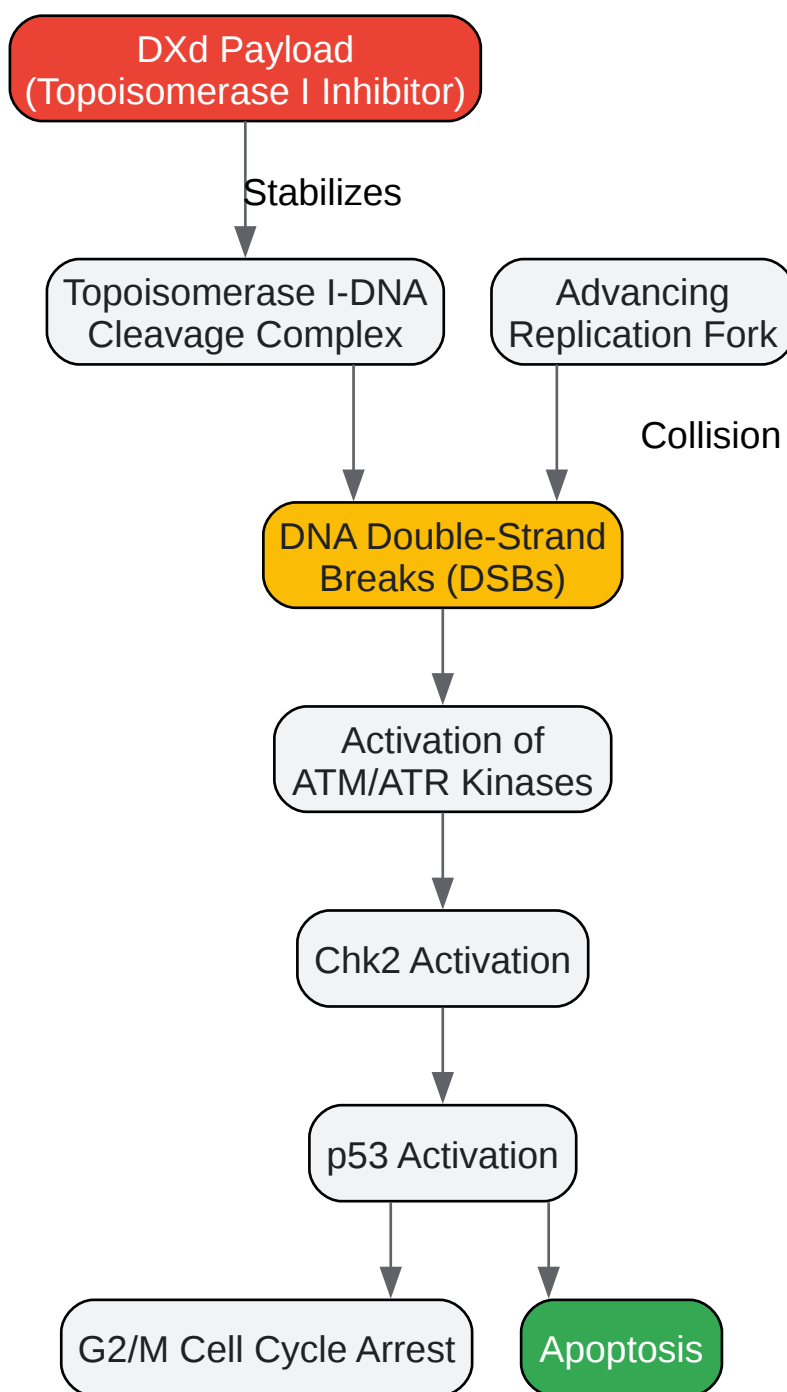 DXd Payload
(Topoisomerase I Inhibitor)
Stabilizes
Topoisomerase I-DNA
Cleavage Complex
Advancing
Replication Fork
Collision
DNA Double-Strand
Breaks (DSBs)
Activation of
ATM/ATR Kinases
Chk2 Activation
p53 Activation
G2/M Cell Cycle Arrest
Apoptosis